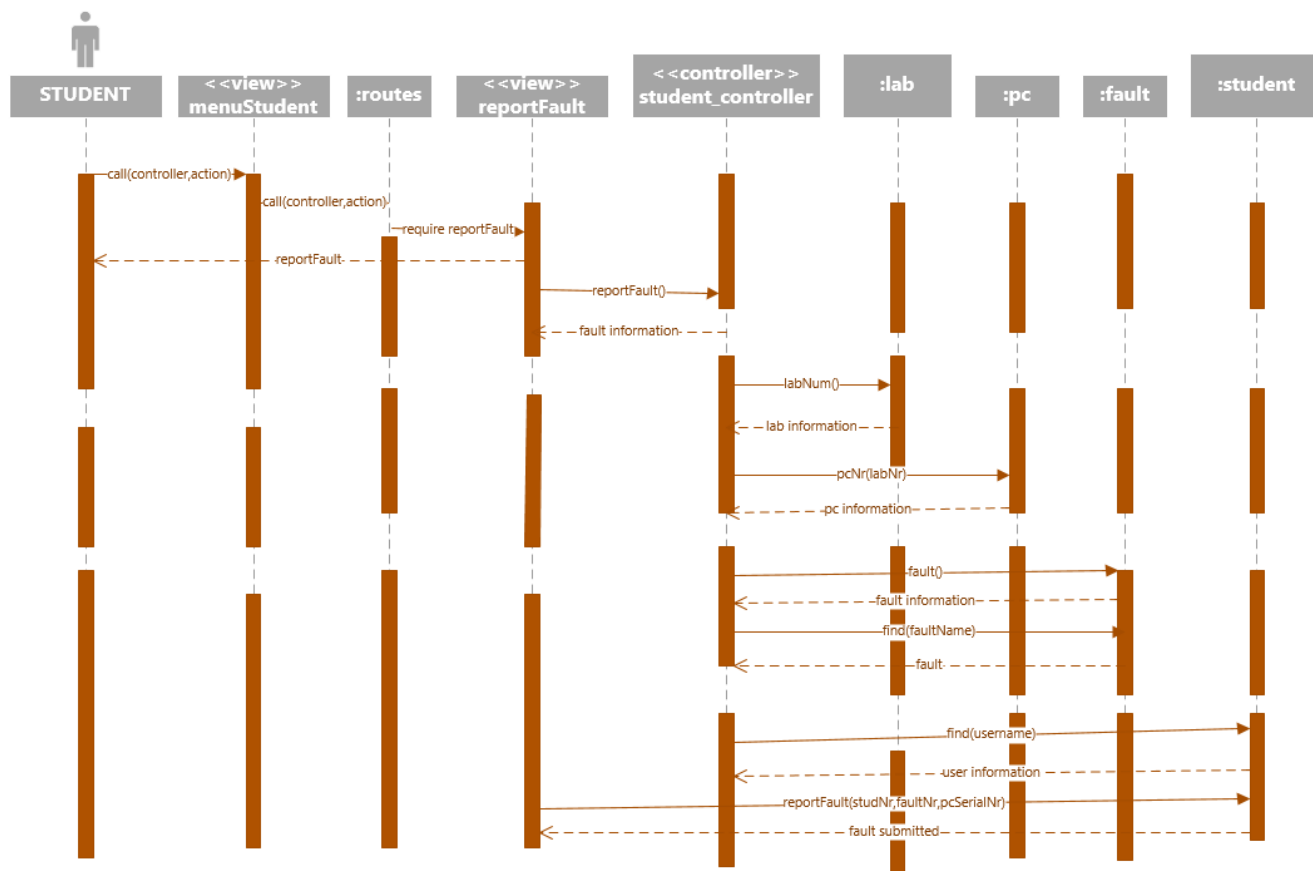 STUDENT
<<view>>
menuStudent
:routes
<<view>>
reportFault
<<controller>>
student_controller
:lab
:pc
:fault
:student
call(controller,action)
call(controller,action)
require reportFault
reportFault
reportFault()
fault information
labNum()
lab information
pcNr(labNr)
pc information
fault()
fault information
find(faultName)
fault
find(username)
user information
reportFault(studNr,faultNr,pcSerialNr)
fault submitted